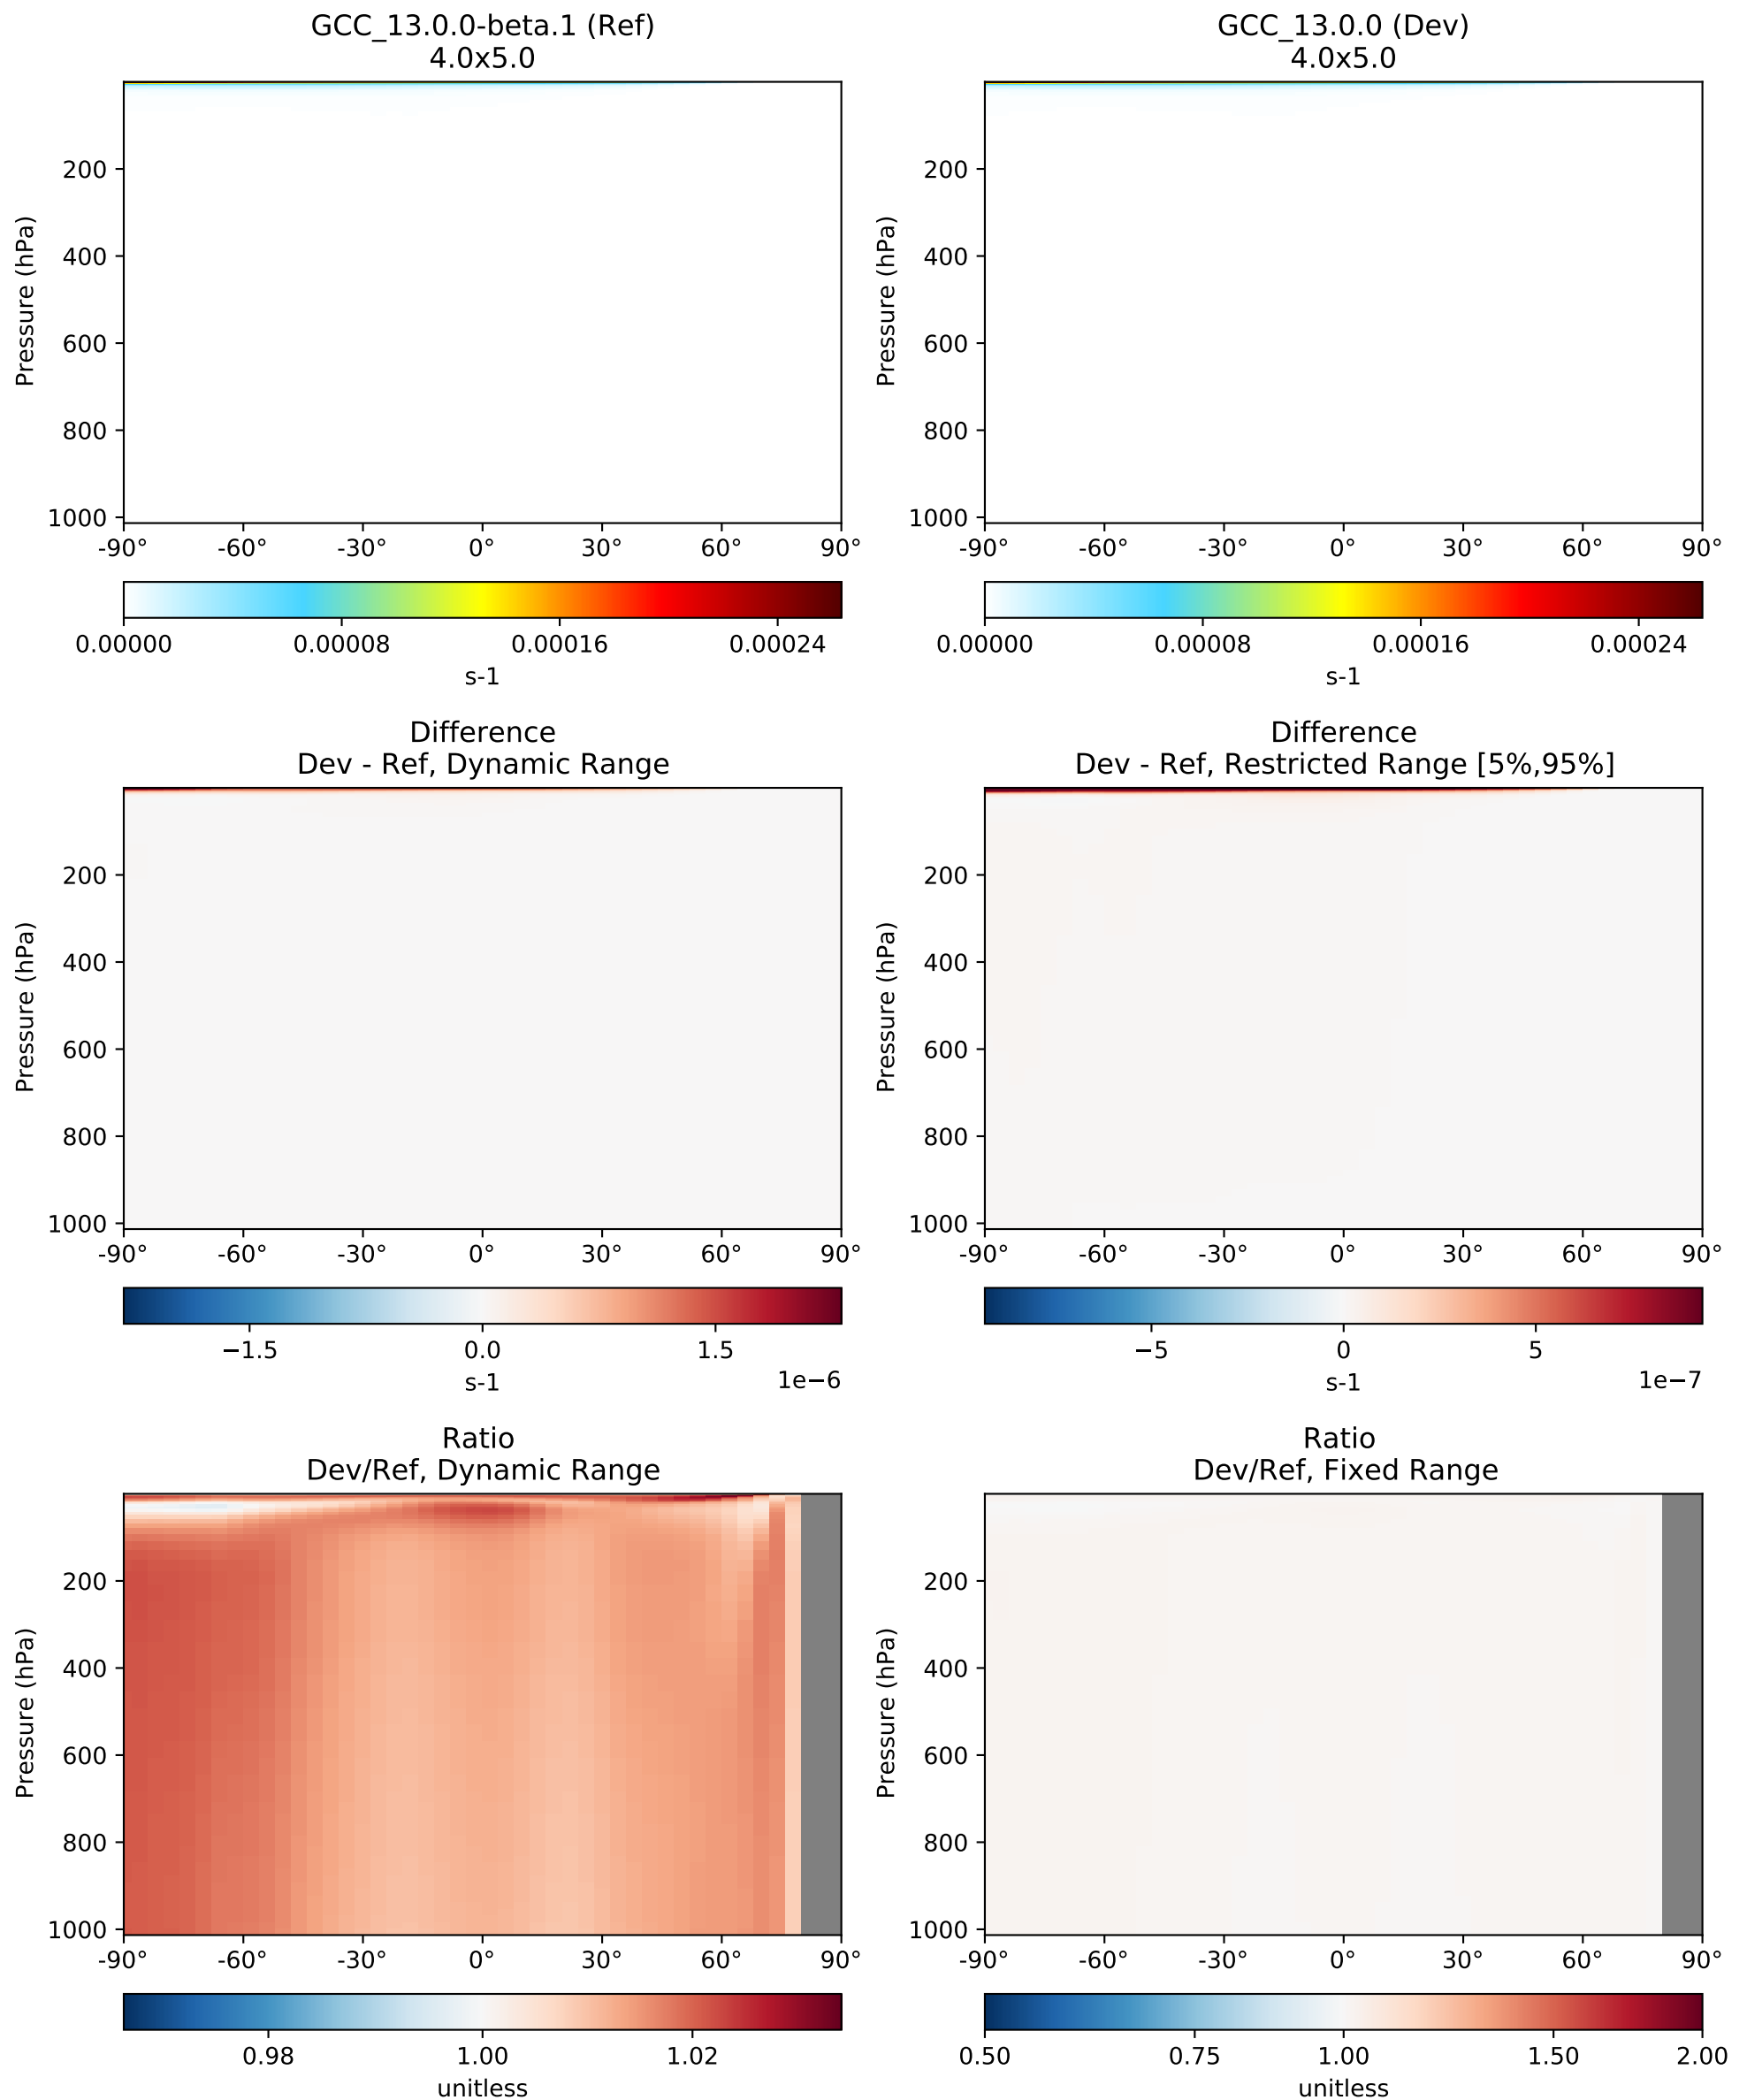 GCC_13.0.0-beta.1 (Ref)
4.0x5.0
Pressure (hPa)
200
400
600
800
1000
-90° -60° -30° 0° 30° 60° 90°
0.00000 0.00008 0.00016 0.00024
s-1
GCC_13.0.0 (Dev)
4.0x5.0
Pressure (hPa)
200
400
600
800
1000
-90° -60° -30° 0° 30° 60° 90°
0.00000 0.00008 0.00016 0.00024
s-1
Difference
Dev - Ref, Dynamic Range
Pressure (hPa)
200
400
600
800
1000
-90° -60° -30° 0° 30° 60° 90°
−1.5 0.0 1.5
s-1 1e−6
Difference
Dev - Ref, Restricted Range [5%,95%]
Pressure (hPa)
200
400
600
800
1000
-90° -60° -30° 0° 30° 60° 90°
−5 0 5
s-1 1e−7
Ratio
Dev/Ref, Dynamic Range
Pressure (hPa)
200
400
600
800
1000
-90° -60° -30° 0° 30° 60° 90°
0.98 1.00 1.02
unitless
Ratio
Dev/Ref, Fixed Range
Pressure (hPa)
200
400
600
800
1000
-90° -60° -30° 0° 30° 60° 90°
0.50 0.75 1.00 1.50 2.00
unitless